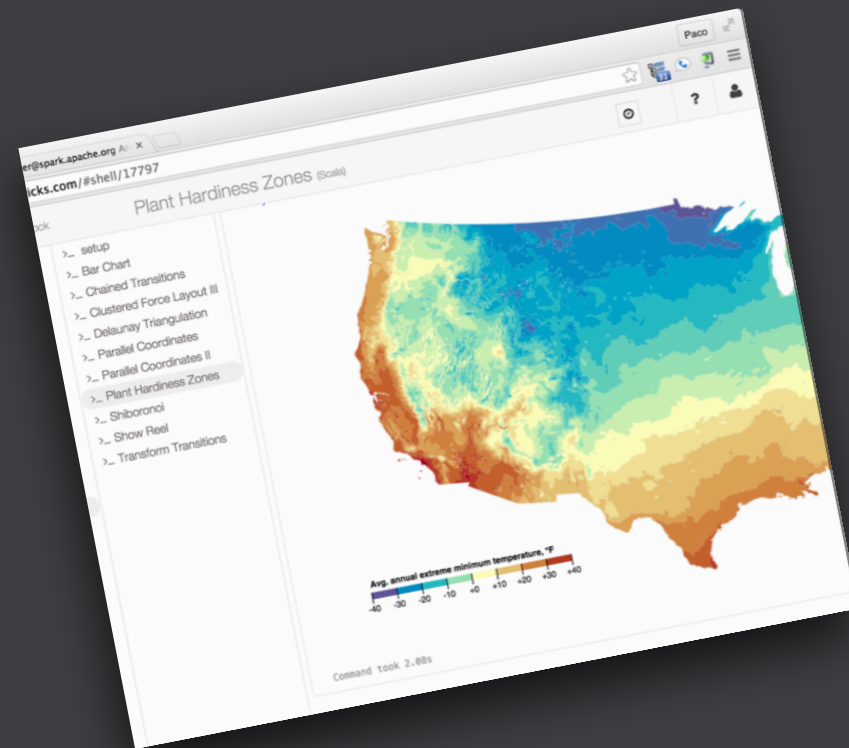 Paco
er@spark.apache.org
31
icks.com/#shell/17797
?
ock
Plant Hardiness Zones (Scala)
>_ setup
>_ Bar Chart
>_ Chained Transitions
>_ Clustered Force Layout III
>_ Delaunay Triangulation
>_ Parallel Coordinates
>_ Parallel Coordinates II
>_ Plant Hardiness Zones
>_ Shiboronoi
>_ Show Reel
>_ Transform Transitions
Avg. annual extreme minimum temperature, °F
-40 -30 -20 -10 +0 +10 +20 +30 +40
Command took 2.08s